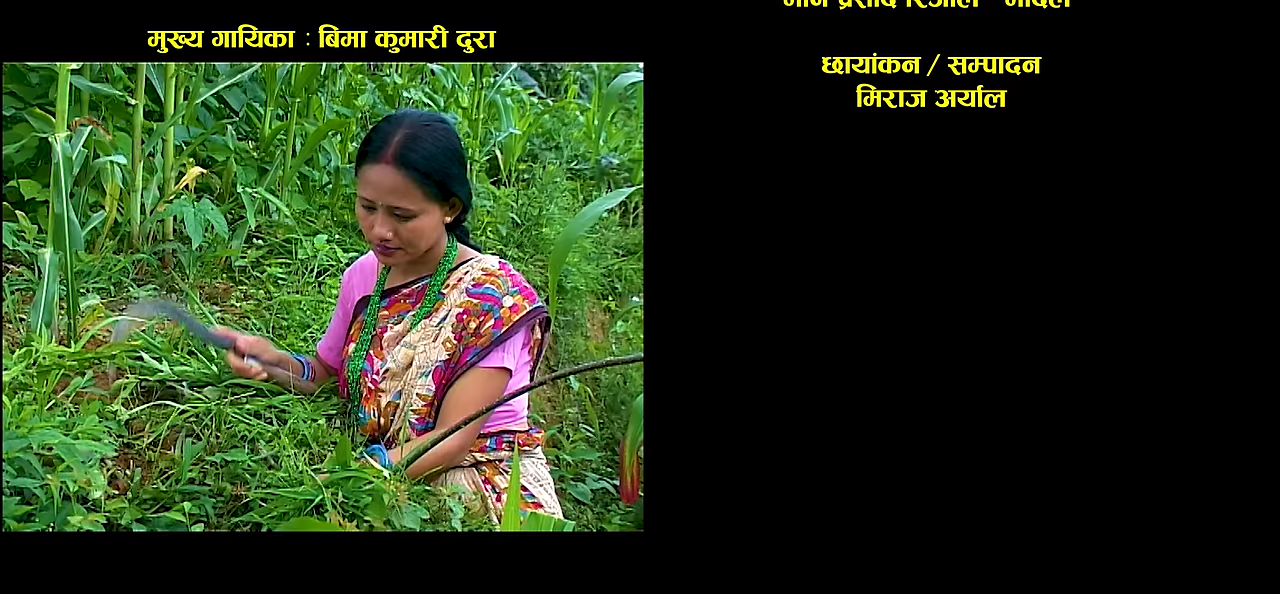 मुख्य गायिका : बिमा कुमारी दुरा
छायांकन / सम्पादन
मिराज अर्याल